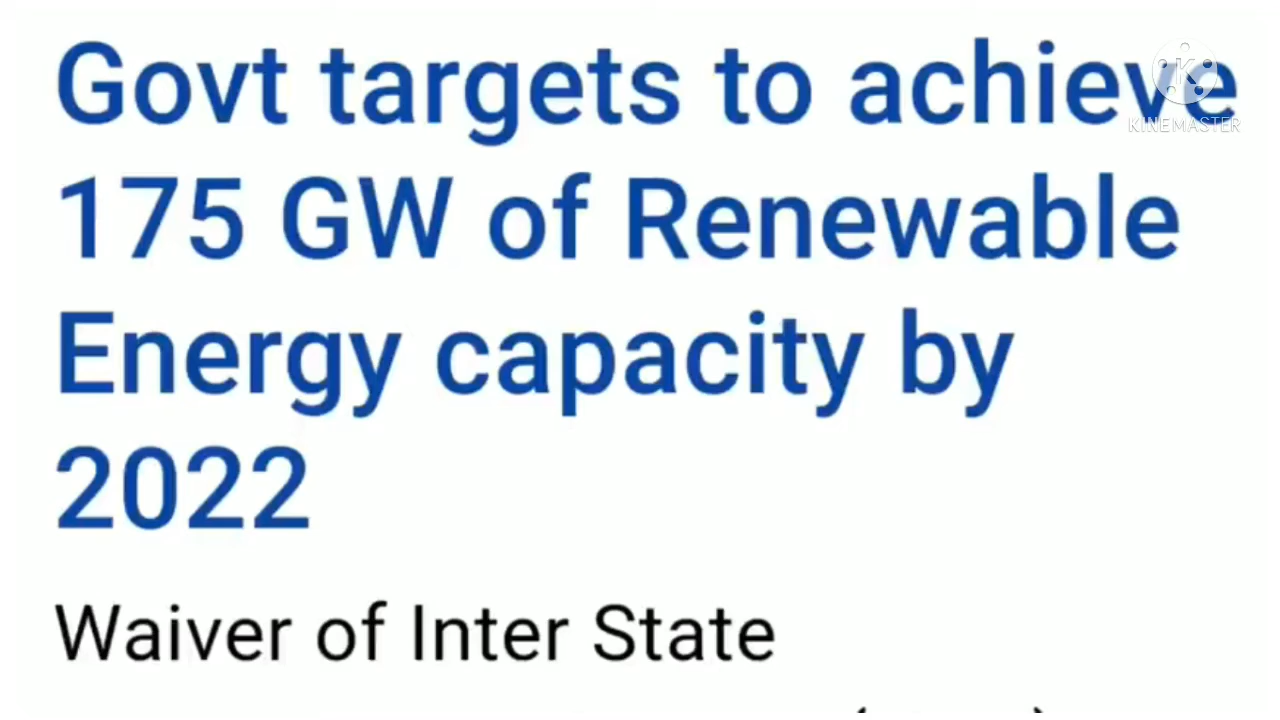 Govt targets to achieve
175 GW of Renewable
Energy capacity by
2022
Waiver of Inter State
KINEMASTER